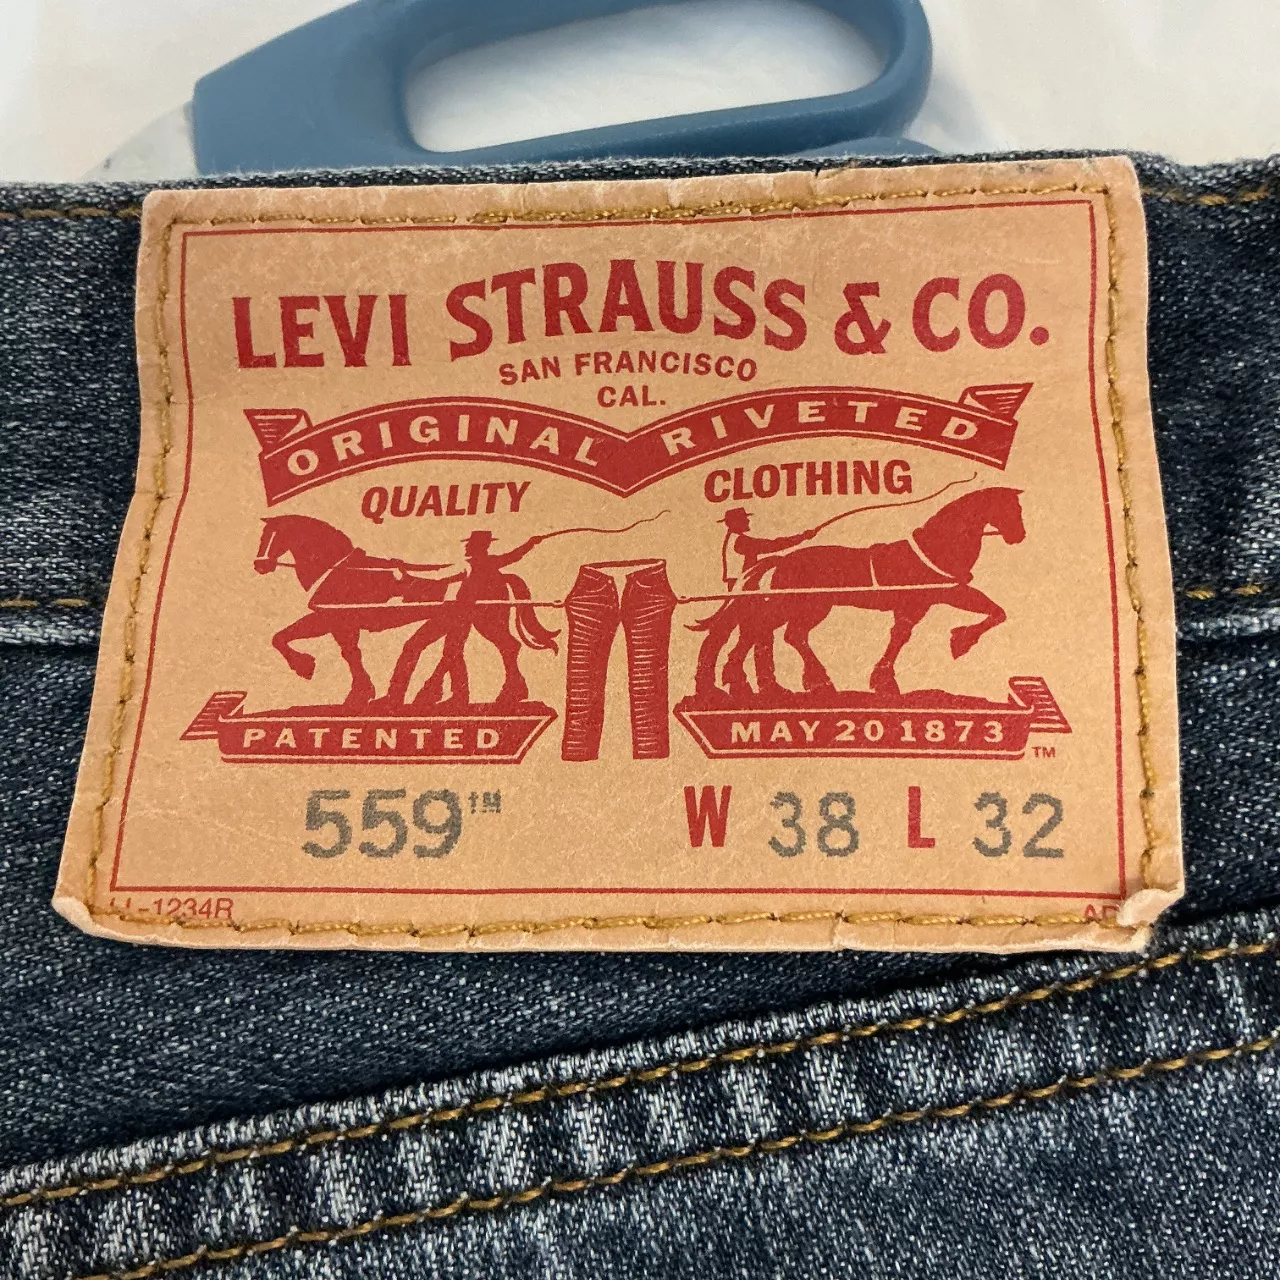 LEVI STRAUSS & CO.
SAN FRANCISCO
CAL.
ORIGINAL RIVETED
QUALITY CLOTHING
PATENTED MAY 20 1873 ™
559™ W 38 L 32